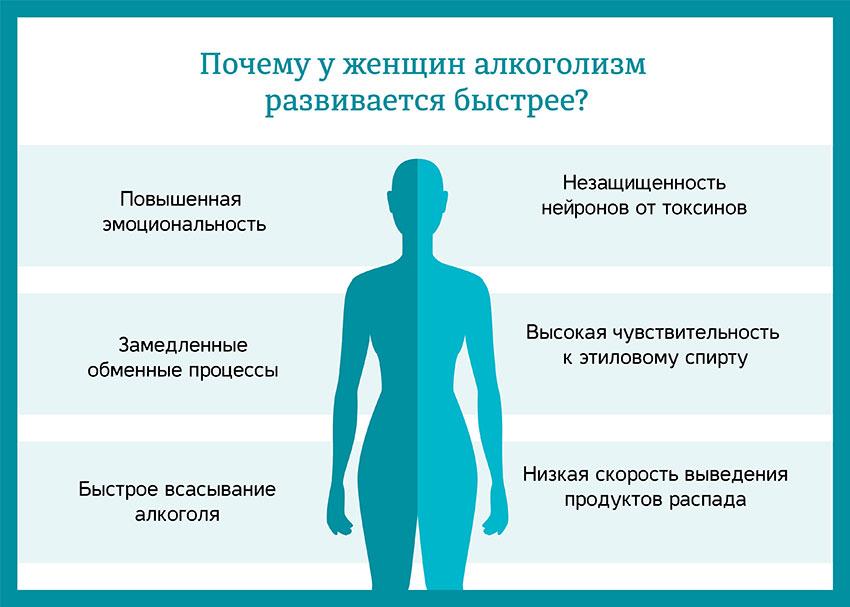 Почему у женщин алкоголизм
развивается быстрее?
Повышенная
эмоциональность
Незащищенность
нейронов от токсинов
Замедленные
обменные процессы
Высокая чувствительность
к этиловому спирту
Быстрое всасывание
алкоголя
Низкая скорость выведения
продуктов распада